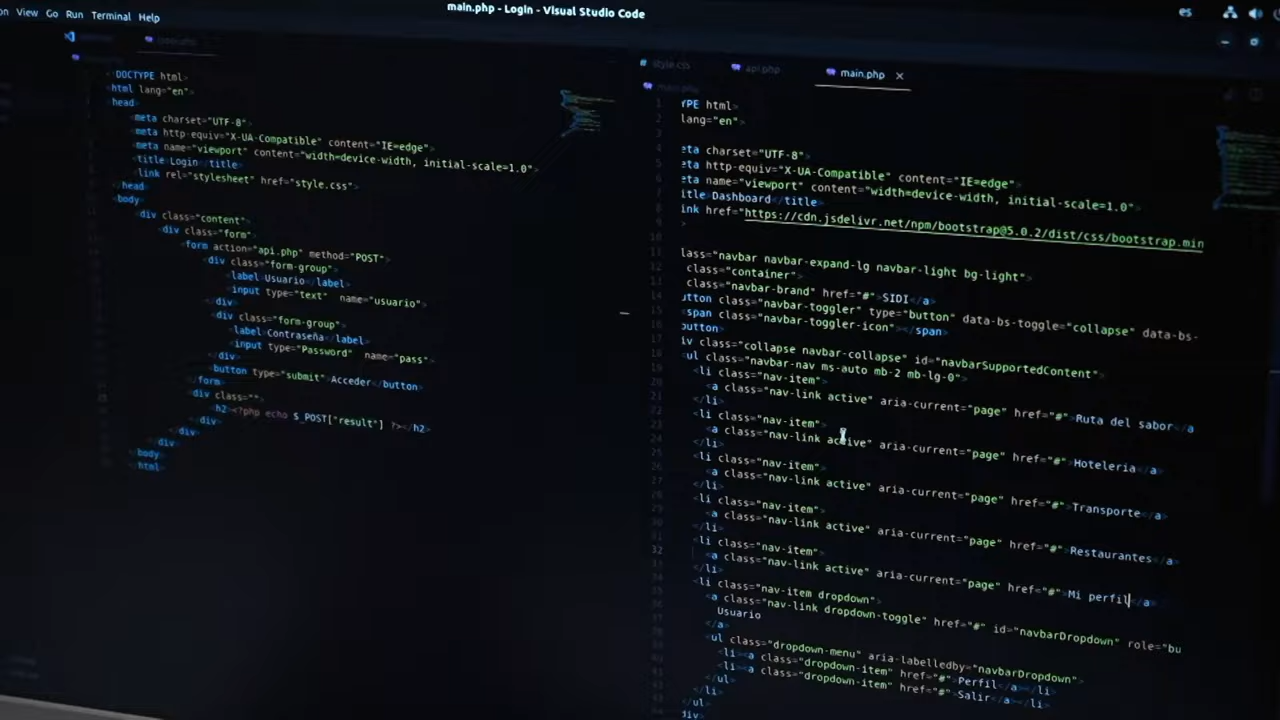 View Go Run Terminal Help
main.php - Login - Visual Studio Code
es
DOCTYPE html>
html lang="en">
head>
meta charset="UTF-8">
meta http-equiv="X-UA-Compatible" content="IE=edge">
meta name="viewport" content="width=device-width, initial-scale=1.0">
<title>Login</title>
<link rel="stylesheet" href="style.css">
</head>
<body>
<div class="content">
<div class="form">
<form action="api.php" method="POST">
<div class="form-group">
<label>Usuario</label>
<input type="text" name="usuario">
</div>
<div class="form-group">
<label>Contraseña</label>
<input type="Password" name="pass">
</div>
<button type="submit">Acceder</button>
</form>
<div class="">
<h2><?php echo $_POST["result"] ?></h2>
</div>
</div>
</div>
</body>
</html>
style.css api.php main.php
YPE html>
lang="en">
eta charset="UTF-8">
eta http-equiv="X-UA-Compatible" content="IE=edge">
eta name="viewport" content="width=device-width, initial-scale=1.0">
itle>Dashboard</title>
ink href="https://cdn.jsdelivr.net/npm/bootstrap@5.0.2/dist/css/bootstrap.min
>
lass="navbar navbar-expand-lg navbar-light bg-light">
class="container">
class="navbar-brand" href="#">SIDI</a>
utton class="navbar-toggler" type="button" data-bs-toggle="collapse" data-bs-
<span class="navbar-toggler-icon"></span>
button>
iv class="collapse navbar-collapse" id="navbarSupportedContent">
<ul class="navbar-nav ms-auto mb-2 mb-lg-0">
<li class="nav-item">
<a class="nav-link active" aria-current="page" href="#">Ruta del sabor</a
</li>
<li class="nav-item">
<a class="nav-link active" aria-current="page" href="#">Hoteleria</a>
</li>
<li class="nav-item">
<a class="nav-link active" aria-current="page" href="#">Transporte</a>
</li>
<li class="nav-item">
<a class="nav-link active" aria-current="page" href="#">Restaurantes</a>
</li>
<li class="nav-item">
<a class="nav-link active" aria-current="page" href="#">Mi perfil</a>
</li>
<li class="nav-item dropdown">
<a class="nav-link dropdown-toggle" href="#" id="navbarDropdown" role="bu
Usuario
</a>
<ul class="dropdown-menu" aria-labelledby="navbarDropdown">
<li><a class="dropdown-item" href="#">Perfil</a></li>
<li><a class="dropdown-item" href="#">Salir</a></li>
</ul>
</li>
</ul>
div>